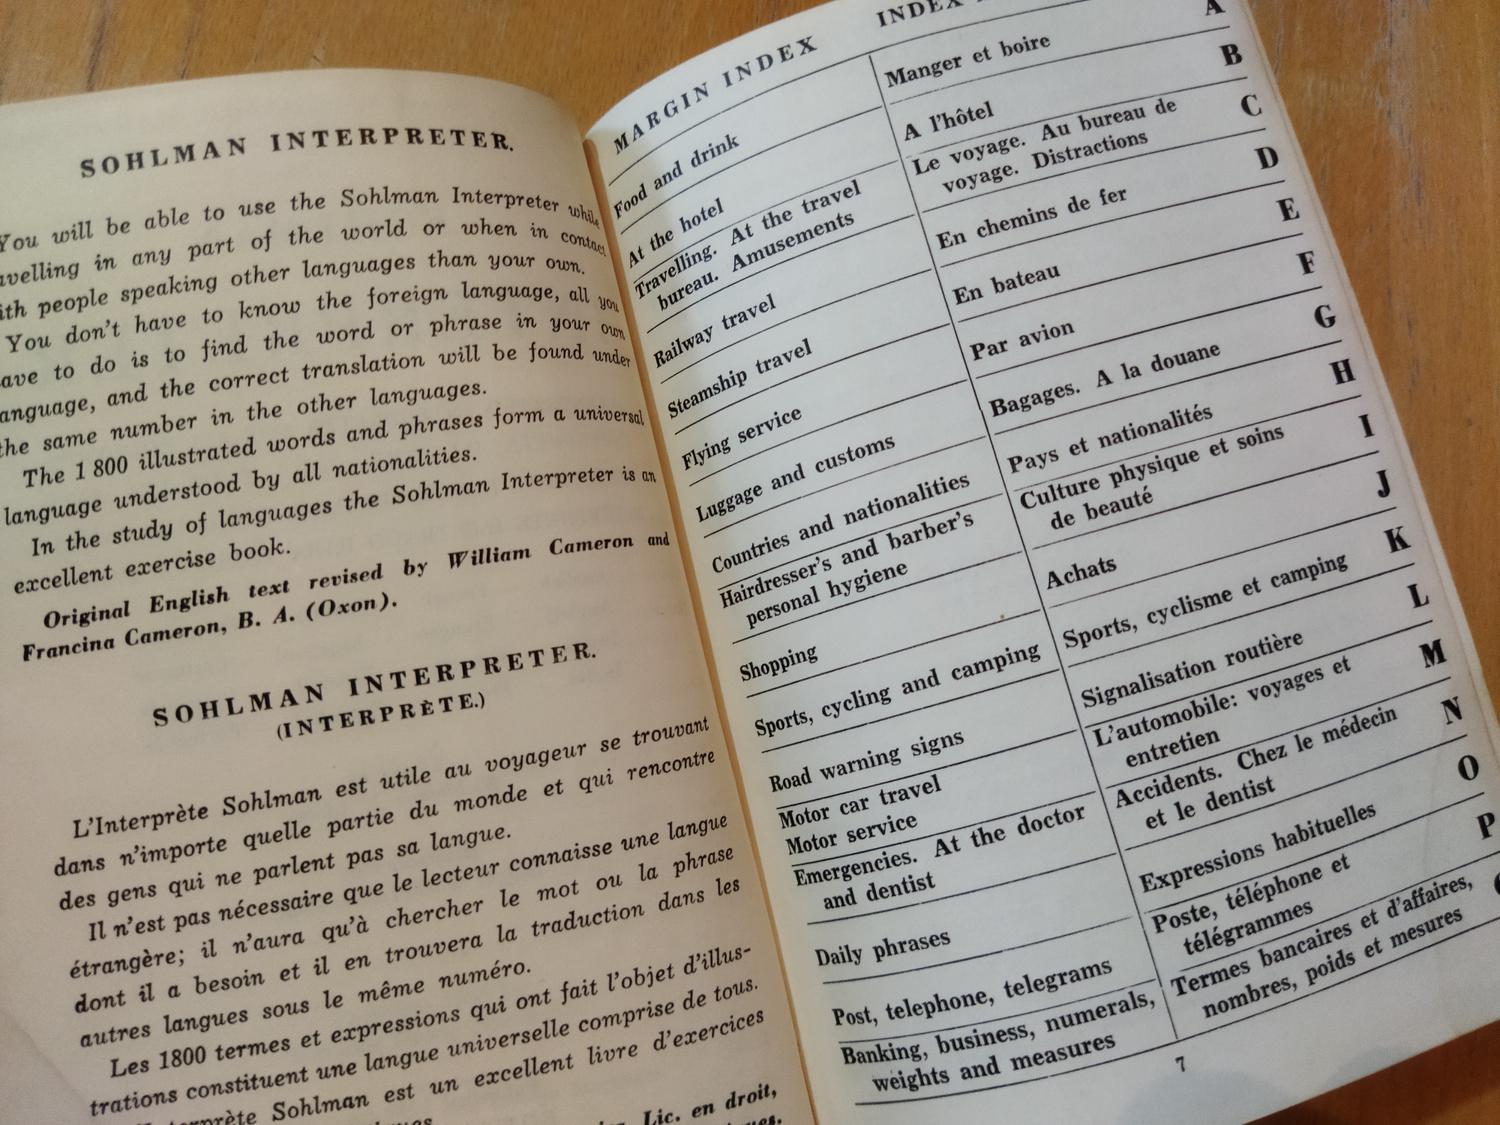 SOHLMAN INTERPRETER.
You will be able to use the Sohlman Interpreter while
avelling in any part of the world or when in contact
ith people speaking other languages than your own.
You don't have to know the foreign language, all you
ave to do is to find the word or phrase in your own
anguage, and the correct translation will be found under
the same number in the other languages.
The 1 800 illustrated words and phrases form a universal
language understood by all nationalities.
In the study of languages the Sohlman Interpreter is an
excellent exercise book.
Original English text revised by William Cameron and
Francina Cameron, B. A. (Oxon).
SOHLMAN INTERPRETER.
(INTERPRÈTE.)
L'Interprète Sohlman est utile au voyageur se trouvant
dans n'importe quelle partie du monde et qui rencontre
des gens qui ne parlent pas sa langue.
Il n'est pas nécessaire que le lecteur connaisse une langue
étrangère; il n'aura qu'à chercher le mot ou la phrase
dont il a besoin et il en trouvera la traduction dans les
autres langues sous le même numéro.
Les 1800 termes et expressions qui ont fait l'objet d'illus-
trations constituent une langue universelle comprise de tous.
Interprète Sohlman est un excellent livre d'exercices
Lic. en droit,
MARGIN INDEX
INDEX
Food and drink
Manger et boire
A
At the hotel
A l'hôtel
B
Travelling. At the travel
bureau. Amusements
Le voyage. Au bureau de
voyage. Distractions
C
Railway travel
En chemins de fer
D
Steamship travel
En bateau
E
Flying service
Par avion
F
Luggage and customs
Bagages. A la douane
G
Countries and nationalities
Pays et nationalités
H
Hairdresser's and barber's
personal hygiene
Culture physique et soins
de beauté
I
Shopping
Achats
J
Sports, cycling and camping
Sports, cyclisme et camping
K
Road warning signs
Signalisation routière
L
Motor car travel
Motor service
L'automobile: voyages et
entretien
M
Emergencies. At the doctor
and dentist
Accidents. Chez le médecin
et le dentist
N
Daily phrases
Expressions habituelles
O
Post, telephone, telegrams
Poste, téléphone et
télégrammes
P
Banking, business, numerals,
weights and measures
Termes bancaires et d'affaires,
nombres, poids et mesures
7